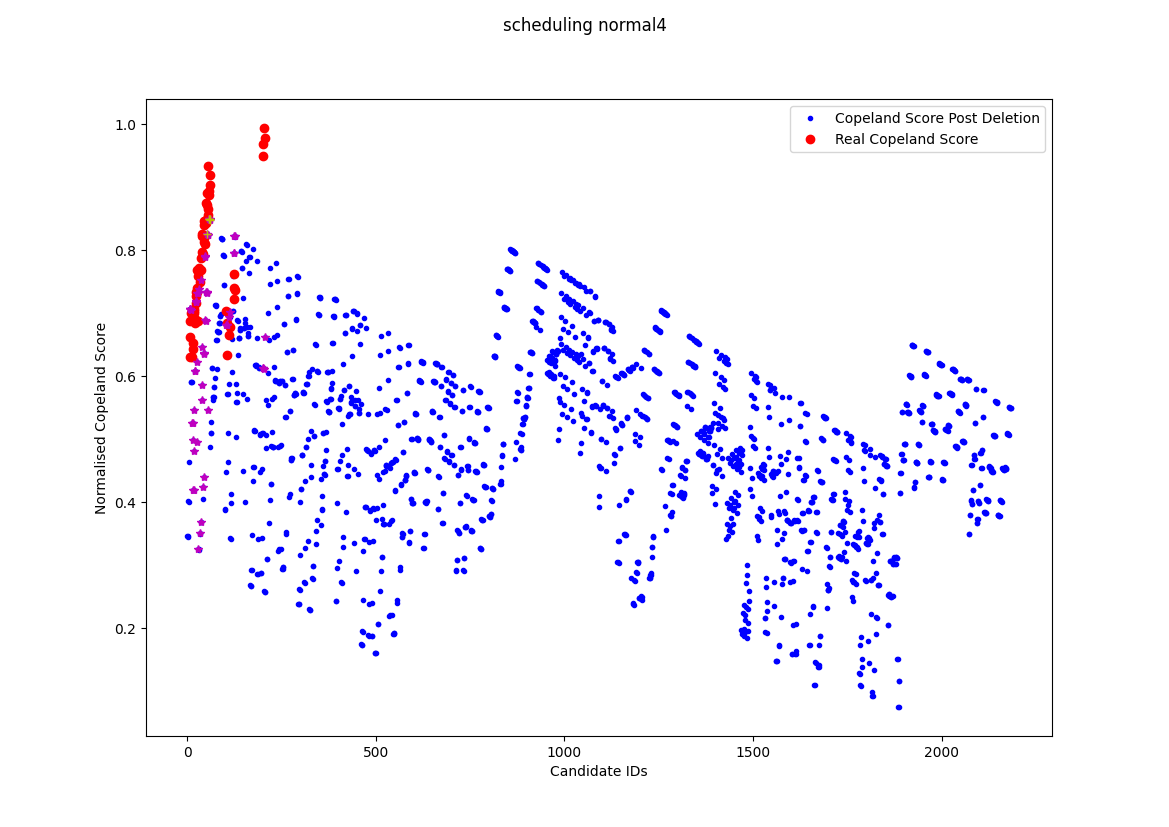 scheduling normal4
Copeland Score Post Deletion
Real Copeland Score
Normalised Copeland Score
1.0
0.8
0.6
0.4
0.2
0
500
1000
1500
2000
Candidate IDs